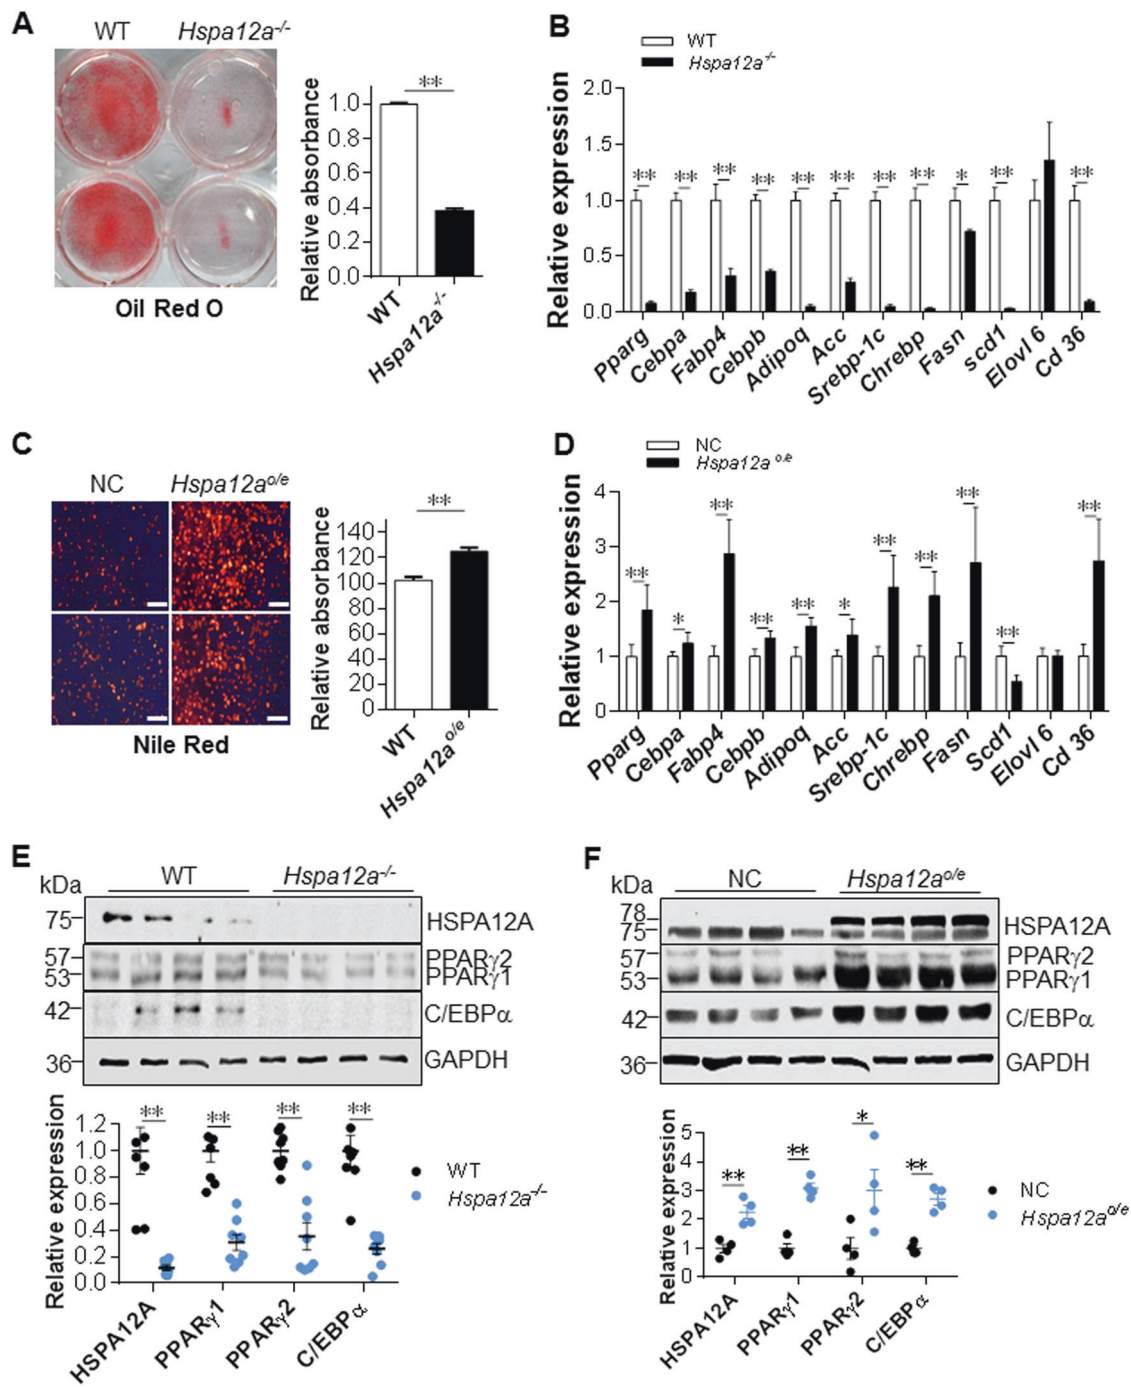 A
WT Hspa12a-/-
Oil Red O
Relative absorbance
1.0
0.8
0.6
0.4
0.2
0.0
**
WT
Hspa12a-/-
B
WT
Hspa12a-/-
Relative expression
2.0
1.5
1.0
0.5
0.0
** ** ** ** ** ** ** ** * ** **
Pparg Cebpa Fabp4 Cebpb Adipoq Acc Srebp-1c Chrebp Fasn scd1 Elovl 6 Cd 36
C
NC Hspa12ao/e
Nile Red
Relative absorbance
140
120
100
80
60
40
20
0
**
WT
Hspa12ao/e
D
NC
Hspa12a o/e
Relative expression
4
3
2
1
0
** * ** ** ** * ** ** ** ** **
Pparg Cebpa Fabp4 Cebpb Adipoq Acc Srebp-1c Chrebp Fasn Scd1 Elovl 6 Cd 36
E
kDa WT Hspa12a-/-
75 HSPA12A
57 PPARγ2
53 PPARγ1
42 C/EBPα
36 GAPDH
Relative expression
1.2
1.0
0.8
0.6
0.4
0.2
0.0
** ** ** **
WT
Hspa12a-/-
HSPA12A PPARγ1 PPARγ2 C/EBPα
F
kDa NC Hspa12ao/e
78
75 HSPA12A
57 PPARγ2
53 PPARγ1
42 C/EBPα
36 GAPDH
Relative expression
5
4
3
2
1
0
** ** * **
NC
Hspa12ao/e
HSPA12A PPARγ1 PPARγ2 C/EBPα